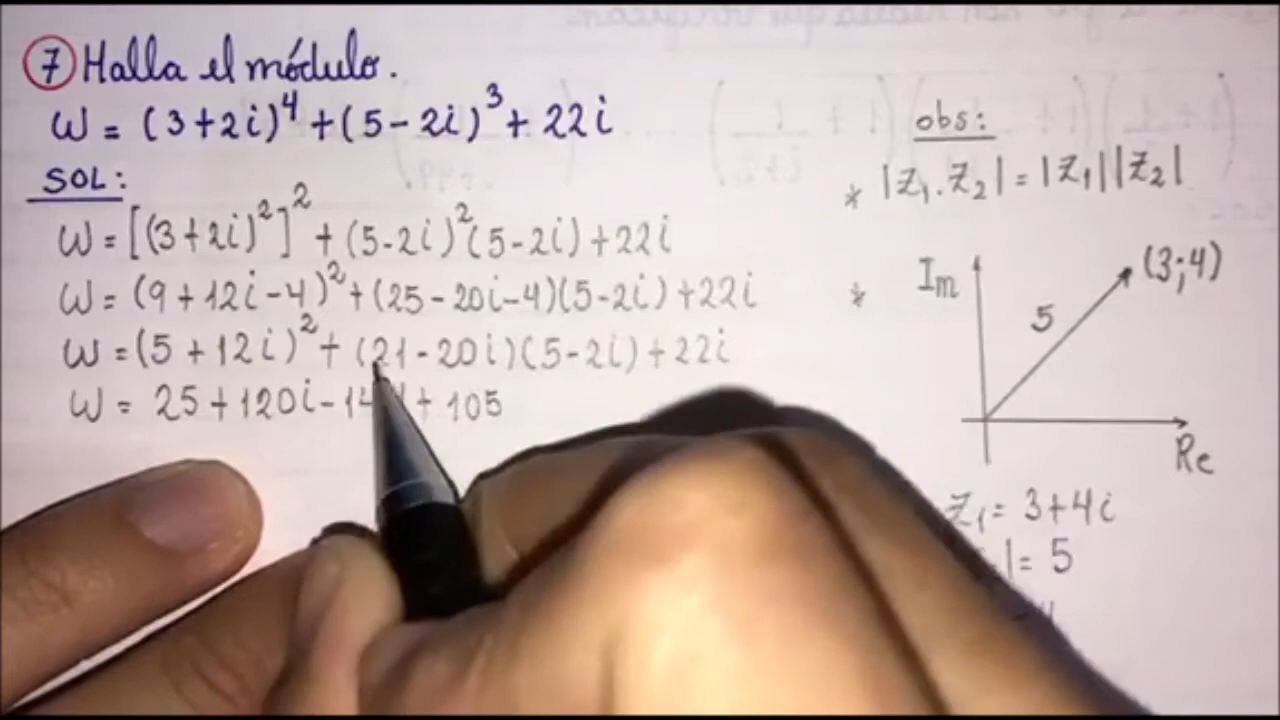 7 Halla el módulo.
W = (3+2i)⁴ + (5-2i)³ + 22i
SOL:
W = [(3+2i)²]² + (5-2i)²(5-2i) + 22i
W = (9+12i-4)² + (25-20i-4)(5-2i) + 22i
W = (5+12i)² + (21-20i)(5-2i) + 22i
W = 25 + 120i - 14 + 105
obs:
* |Z₁.Z₂| = |Z₁||Z₂|
*
Im
(3;4)
5
Re
Z₁ = 3+4i
| = 5